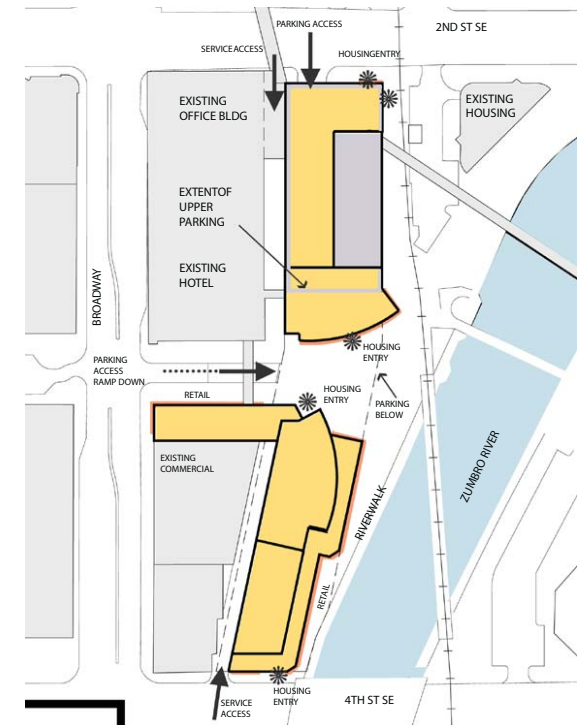 PARKING ACCESS
2ND ST SE
SERVICE ACCESS
HOUSINGENTRY
EXISTING
OFFICE BLDG
EXISTING
HOUSING
EXTENTOF
UPPER
PARKING
EXISTING
HOTEL
BROADWAY
PARKING
ACCESS
RAMP DOWN
HOUSING
ENTRY
HOUSING
ENTRY
PARKING
BELOW
RETAIL
EXISTING
COMMERCIAL
RIVERWALK
ZUMBRO RIVER
RETAIL
HOUSING
ENTRY
SERVICE
ACCESS
4TH ST SE